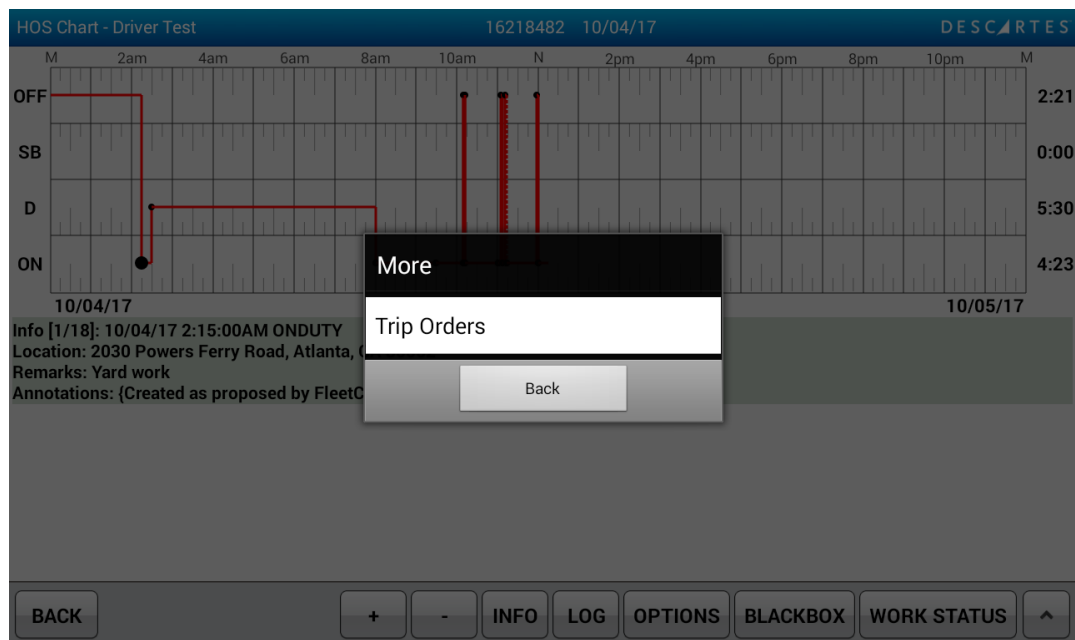 HOS Chart - Driver Test 16218482 10/04/17 DESCARTES
M 2am 4am 6am 8am 10am N 2pm 4pm 6pm 8pm 10pm M
OFF 2:21
SB 0:00
D 5:30
ON 4:23
10/04/17 10/05/17
More
Trip Orders
Back
Info [1/18]: 10/04/17 2:15:00AM ONDUTY
Location: 2030 Powers Ferry Road, Atlanta,
Remarks: Yard work
Annotations: {Created as proposed by FleetC
BACK + - INFO LOG OPTIONS BLACKBOX WORK STATUS ^